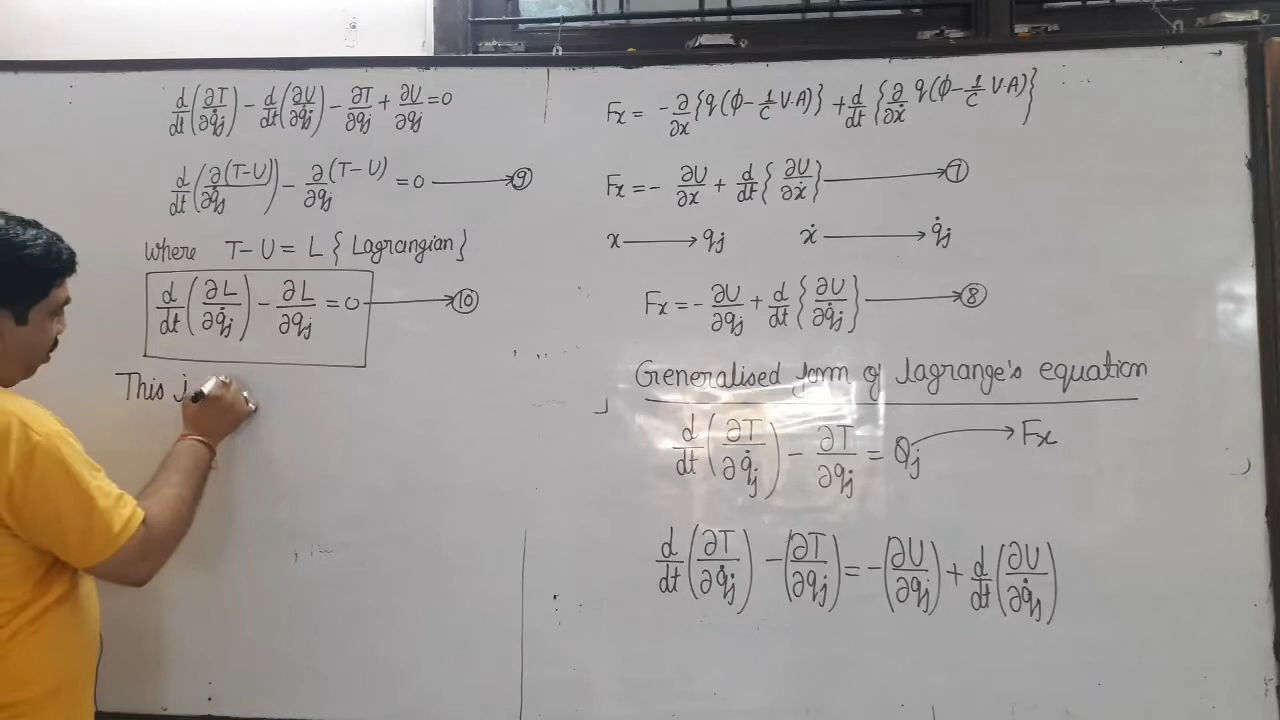 d/dt(∂T/∂q̇j) − d/dt(∂U/∂q̇j) − ∂T/∂qj + ∂U/∂qj = 0
d/dt(∂(T−U)/∂q̇j) − ∂(T−U)/∂qj = 0 ⟶ ⑨
Where T−U = L { Lagrangian }
d/dt(∂L/∂q̇j) − ∂L/∂qj = 0 ⟶ ⑩
This i
Fx = −∂/∂x{q(ϕ−1/c V.A)} + d/dt{∂/∂ẋ q(ϕ−1/c V.A)}
Fx = − ∂U/∂x + d/dt{∂U/∂ẋ} ⟶ ⑦
x ⟶ qj ẋ ⟶ q̇j
Fx = −∂U/∂qj + d/dt{∂U/∂q̇j} ⟶ ⑧
Generalised form of Lagrange's equation
d/dt(∂T/∂q̇j) − ∂T/∂qj = Qj ⟶ Fx
d/dt(∂T/∂q̇j) − (∂T/∂qj) = −(∂U/∂qj) + d/dt(∂U/∂q̇j)